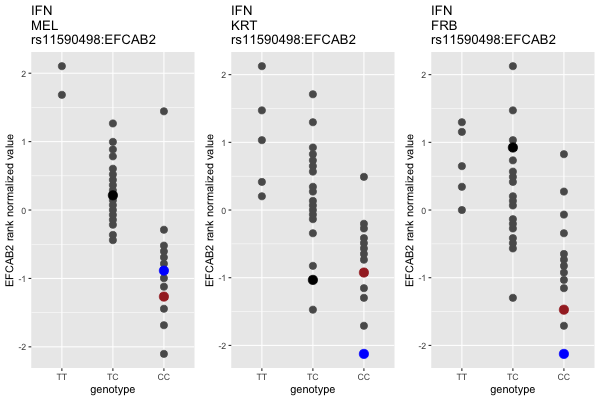 IFN
MEL
rs11590498:EFCAB2
EFCAB2 rank normalized value
2
1
0
-1
-2
TT
TC
CC
genotype
IFN
KRT
rs11590498:EFCAB2
EFCAB2 rank normalized value
2
1
0
-1
-2
TT
TC
CC
genotype
IFN
FRB
rs11590498:EFCAB2
EFCAB2 rank normalized value
2
1
0
-1
-2
TT
TC
CC
genotype